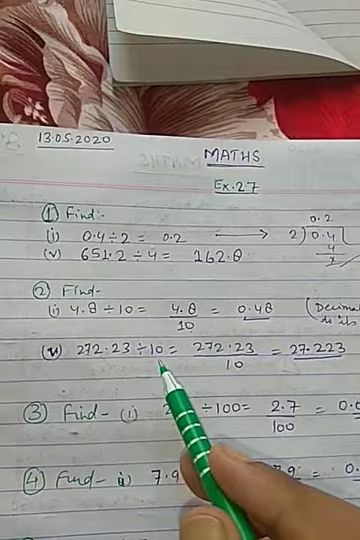 13.05.2020
MATHS
Ex.2.7
① Find:-
(i) 0.4÷2 = 0.2 → 2)0.4( 0.2
4
x
(v) 651.2÷4 = 162.8
② Find-
(i) 4.8÷10 = 4.8/10 = 0.48 (Decimal
(v) 272.23÷10 = 272.23/10 = 27.223
③ Find- (i) ÷100= 2.7/100 =
④ Find- (i) 7.9